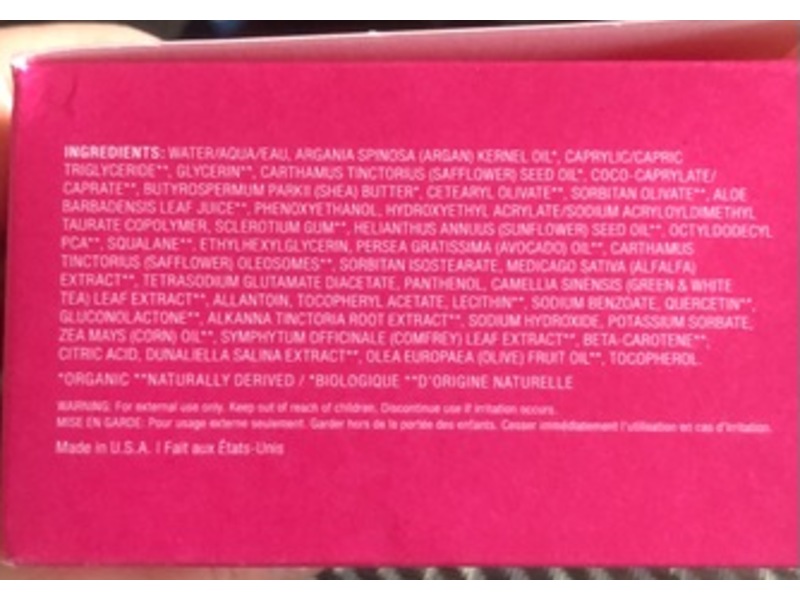 INGREDIENTS: WATER/AQUA/EAU, ARGANIA SPINOSA (ARGAN) KERNEL OIL*, CAPRYLIC/CAPRIC
TRIGLYCERIDE**, GLYCERIN**, CARTHAMUS TINCTORIUS (SAFFLOWER) SEED OIL*, COCO-CAPRYLATE/
CAPRATE**, BUTYROSPERMUM PARKII (SHEA) BUTTER*, CETEARYL OLIVATE**, SORBITAN OLIVATE**, ALOE
BARBADENSIS LEAF JUICE**, PHENOXYETHANOL, HYDROXYETHYL ACRYLATE/SODIUM ACRYLOYLDIMETHYL
TAURATE COPOLYMER, SCLEROTIUM GUM**, HELIANTHUS ANNUUS (SUNFLOWER) SEED OIL**, OCTYLDODECYL
PCA**, SQUALANE**, ETHYLHEXYLGLYCERIN, PERSEA GRATISSIMA (AVOCADO) OIL**, CARTHAMUS
TINCTORIUS (SAFFLOWER) OLEOSOMES**, SORBITAN ISOSTEARATE, MEDICAGO SATIVA (ALFALFA)
EXTRACT**, TETRASODIUM GLUTAMATE DIACETATE, PANTHENOL, CAMELLIA SINENSIS (GREEN & WHITE
TEA) LEAF EXTRACT**, ALLANTOIN, TOCOPHERYL ACETATE, LECITHIN**, SODIUM BENZOATE, QUERCETIN**,
GLUCONOLACTONE**, ALKANNA TINCTORIA ROOT EXTRACT**, SODIUM HYDROXIDE, POTASSIUM SORBATE,
ZEA MAYS (CORN) OIL**, SYMPHYTUM OFFICINALE (COMFREY) LEAF EXTRACT**, BETA-CAROTENE**,
CITRIC ACID, DUNALIELLA SALINA EXTRACT**, OLEA EUROPAEA (OLIVE) FRUIT OIL**, TOCOPHEROL.
*ORGANIC **NATURALLY DERIVED / *BIOLOGIQUE **D'ORIGINE NATURELLE
WARNING: For external use only. Keep out of reach of children. Discontinue use if irritation occurs.
MISE EN GARDE: Pour usage externe seulement. Garder hors de la portée des enfants. Cesser immédiatement l'utilisation en cas d'irritation.
Made in U.S.A. | Fait aux États-Unis